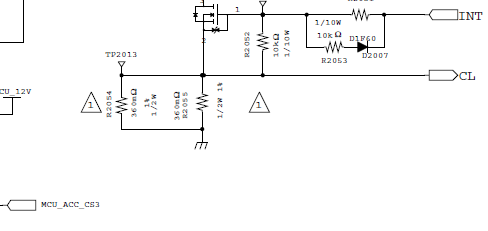 1
1/10W
INT
10kΩ
D1F60
R2053
D2007
2
R2052
10kΩ
1/10W
TP2013
CL
CU_12V
1
R2054
360mΩ
1%
1/2W
360mΩ
R2055
1/2W 1%
1
MCU_ACC_CS3